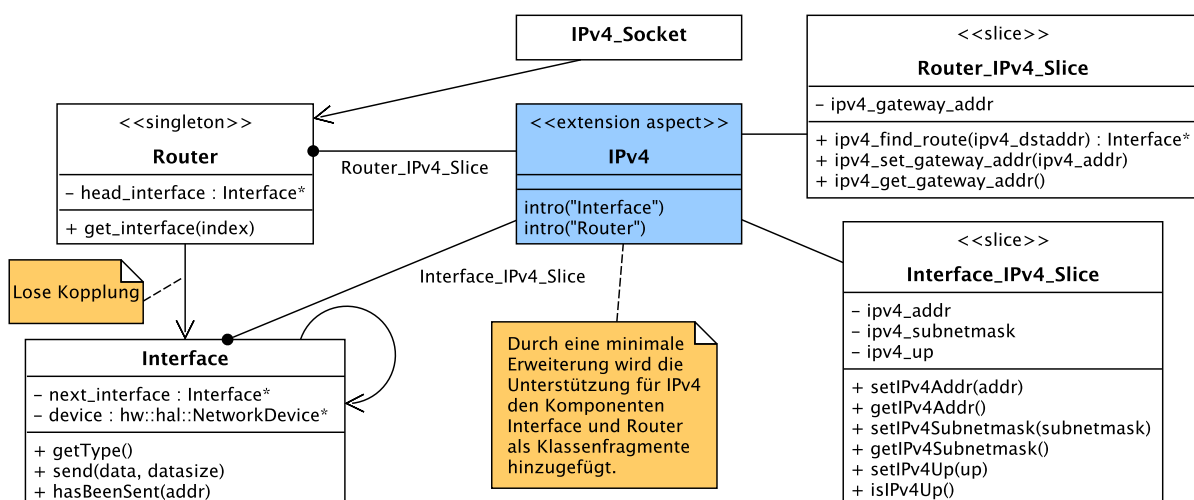 IPv4_Socket
<<slice>>
Router_IPv4_Slice
– ipv4_gateway_addr
+ ipv4_find_route(ipv4_dstaddr) : Interface*
+ ipv4_set_gateway_addr(ipv4_addr)
+ ipv4_get_gateway_addr()
<<singleton>>
Router
– head_interface : Interface*
+ get_interface(index)
Router_IPv4_Slice
<<extension aspect>>
IPv4
intro("Interface")
intro("Router")
Interface_IPv4_Slice
Lose Kopplung
<<slice>>
Interface_IPv4_Slice
– ipv4_addr
– ipv4_subnetmask
– ipv4_up
+ setIPv4Addr(addr)
+ getIPv4Addr()
+ setIPv4Subnetmask(subnetmask)
+ getIPv4Subnetmask()
+ setIPv4Up(up)
+ isIPv4Up()
Interface
– next_interface : Interface*
– device : hw::hal::NetworkDevice*
+ getType()
+ send(data, datasize)
+ hasBeenSent(addr)
Durch eine minimale
Erweiterung wird die
Unterstützung für IPv4
den Komponenten
Interface und Router
als Klassenfragmente
hinzugefügt.